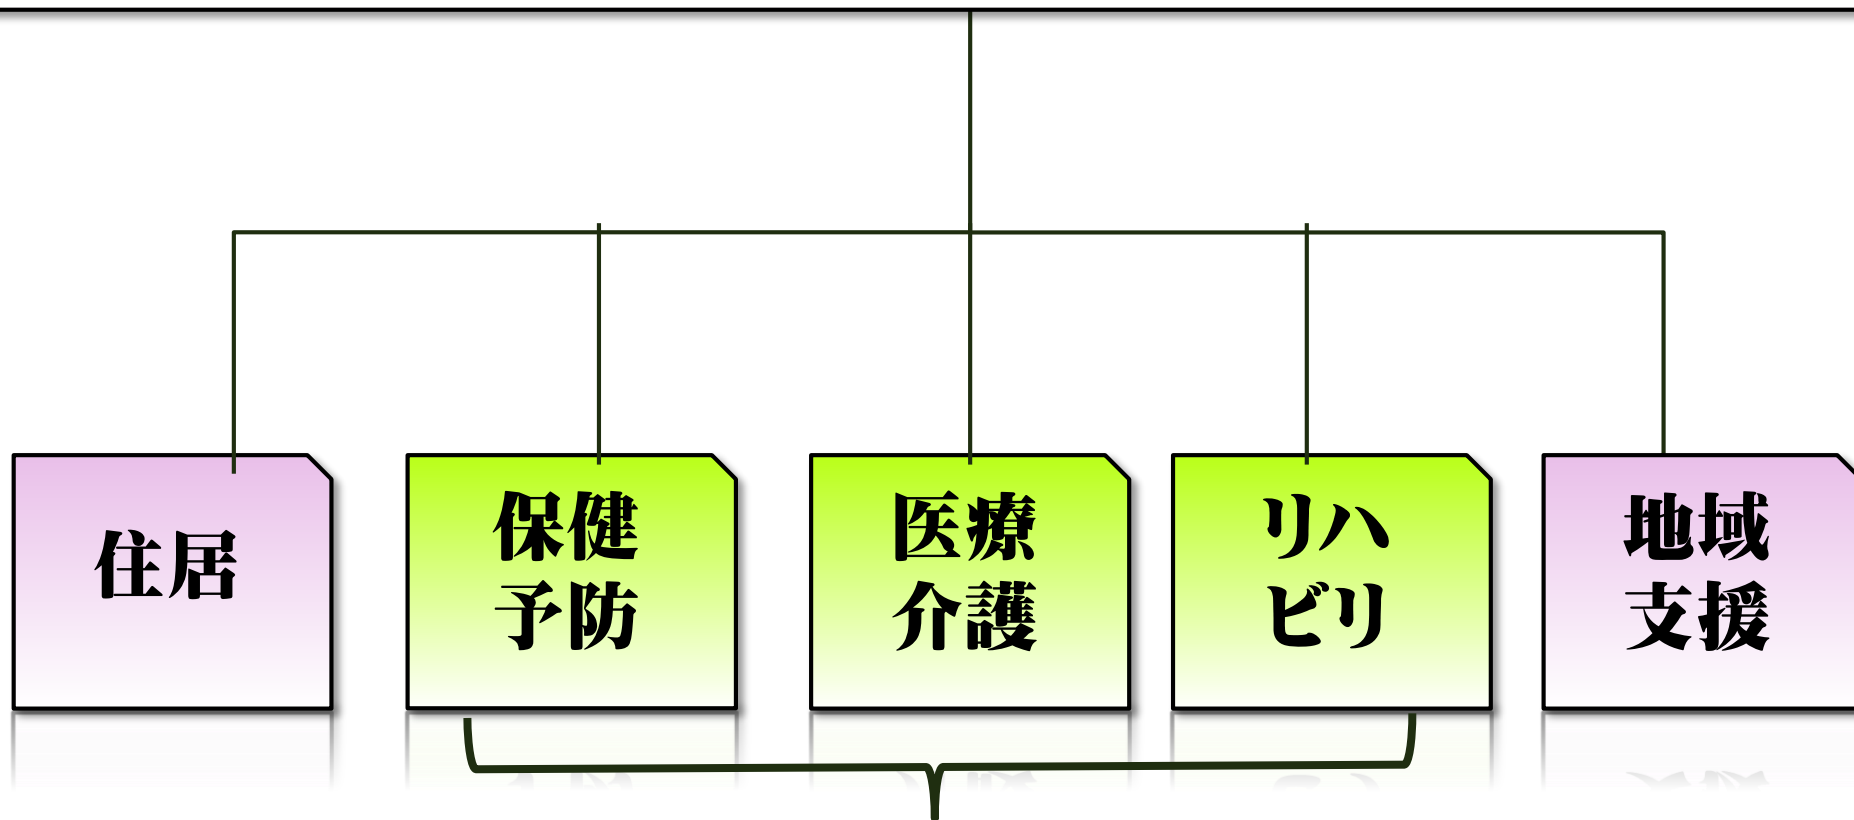 住居
保健
予防
医療
介護
リハ
ビリ
地域
支援